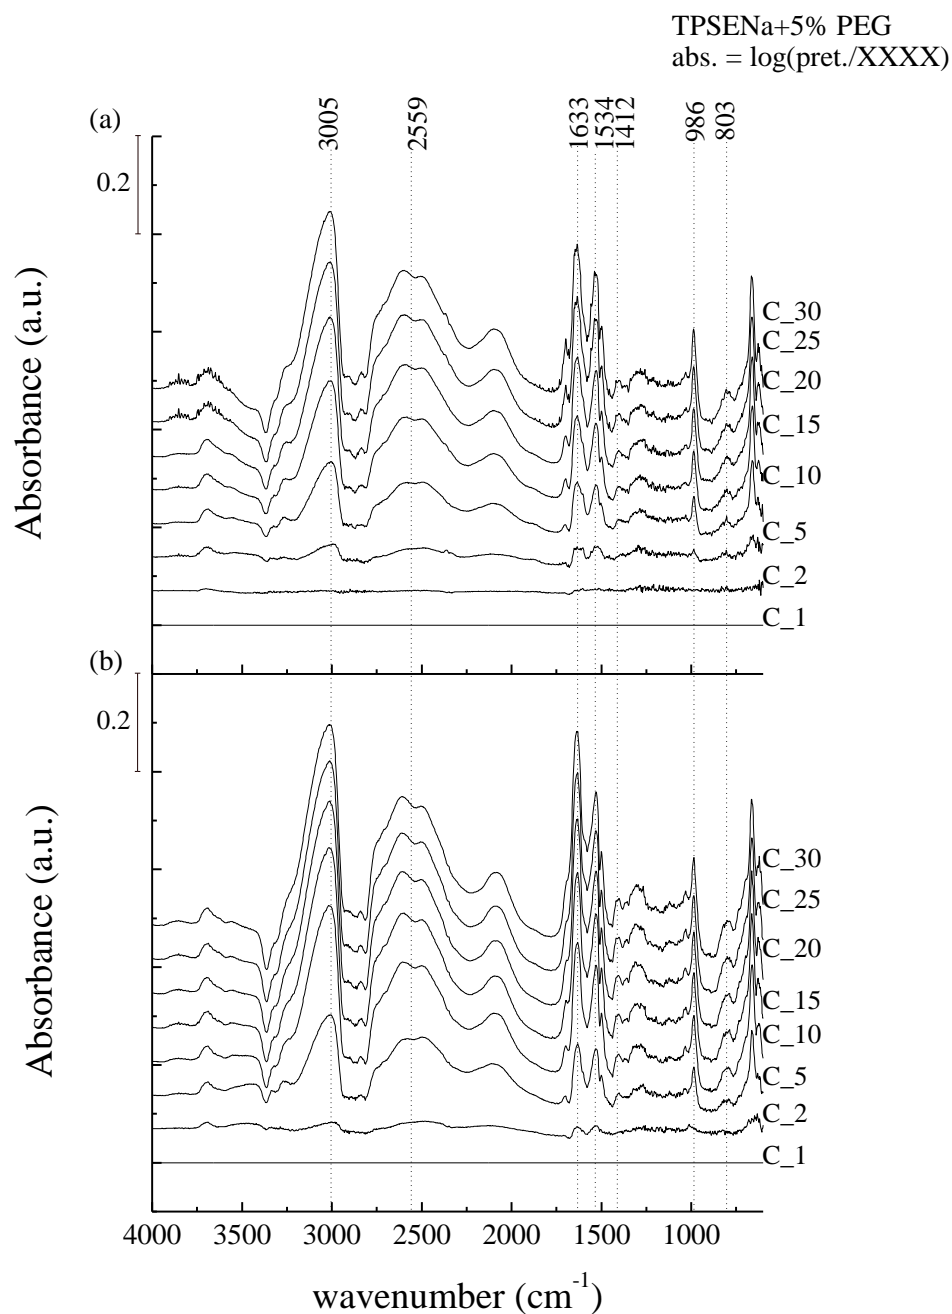 TPSENa+5% PEG
abs. = log(pret./XXXX)
(a)
3005
2559
1633
1534
1412
986
803
0.2
Absorbance (a.u.)
C_30
C_25
C_20
C_15
C_10
C_5
C_2
C_1
(b)
0.2
Absorbance (a.u.)
C_30
C_25
C_20
C_15
C_10
C_5
C_2
C_1
4000 3500 3000 2500 2000 1500 1000
wavenumber (cm-1)